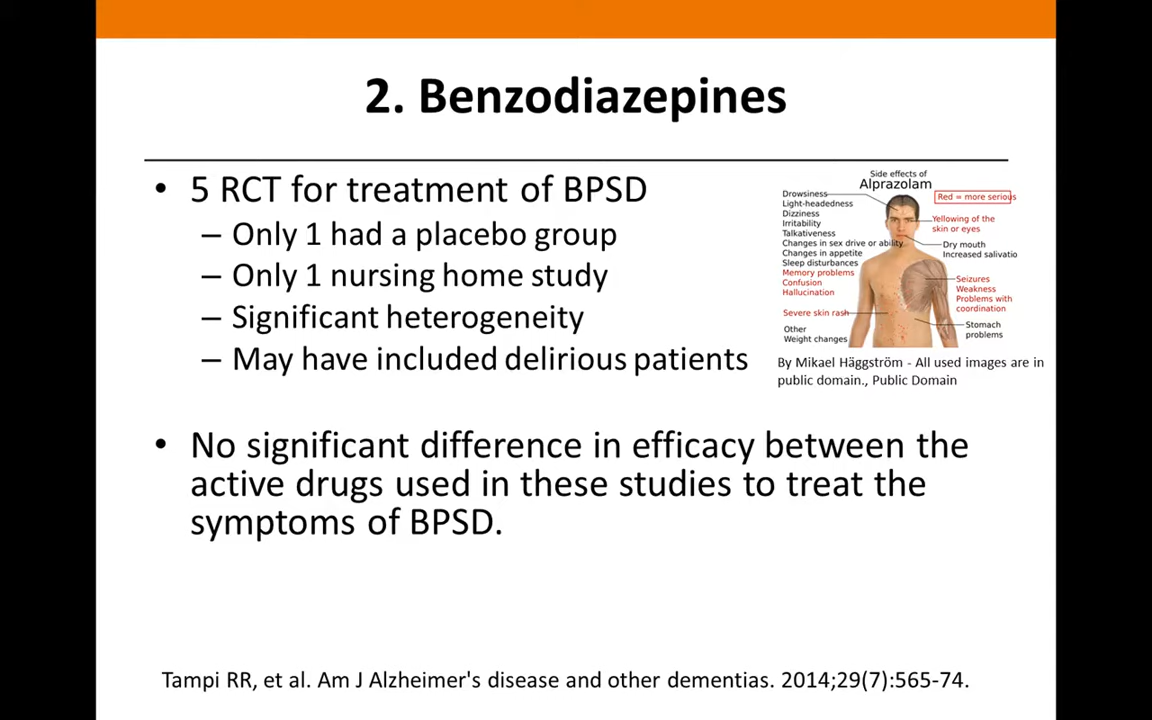 2. Benzodiazepines
• 5 RCT for treatment of BPSD
– Only 1 had a placebo group
– Only 1 nursing home study
– Significant heterogeneity
– May have included delirious patients
Side effects of
Alprazolam
Red = more serious
Drowsiness
Light-headedness
Dizziness
Irritability
Talkativeness
Changes in sex drive or ability
Changes in appetite
Sleep disturbances
Memory problems
Confusion
Hallucination
Severe skin rash
Other
Weight changes
Yellowing of the
skin or eyes
Dry mouth
Increased salivatio
Seizures
Weakness
Problems with
coordination
Stomach
problems
By Mikael Häggström - All used images are in
public domain., Public Domain
• No significant difference in efficacy between the
active drugs used in these studies to treat the
symptoms of BPSD.
Tampi RR, et al. Am J Alzheimer's disease and other dementias. 2014;29(7):565-74.